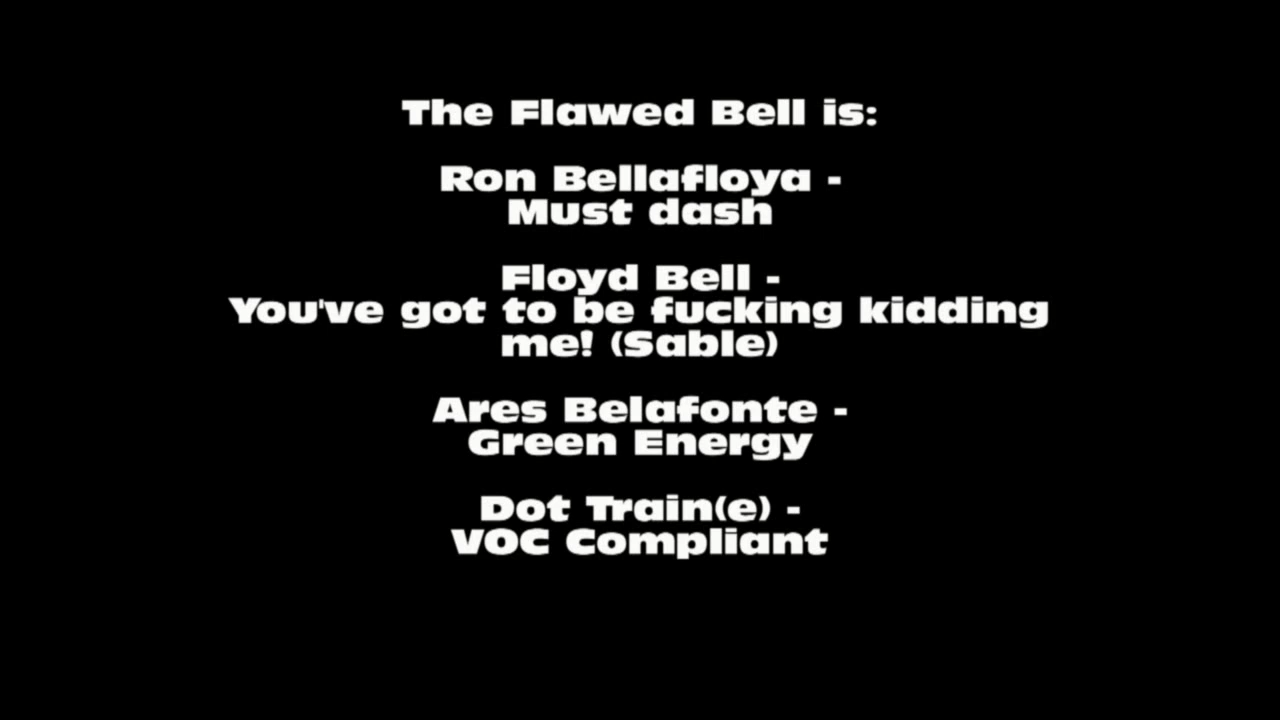 The Flawed Bell is:
Ron Bellafloya -
Must dash
Floyd Bell -
You've got to be fucking kidding
me! (Sable)
Ares Belafonte -
Green Energy
Dot Train(e) -
VOC Compliant